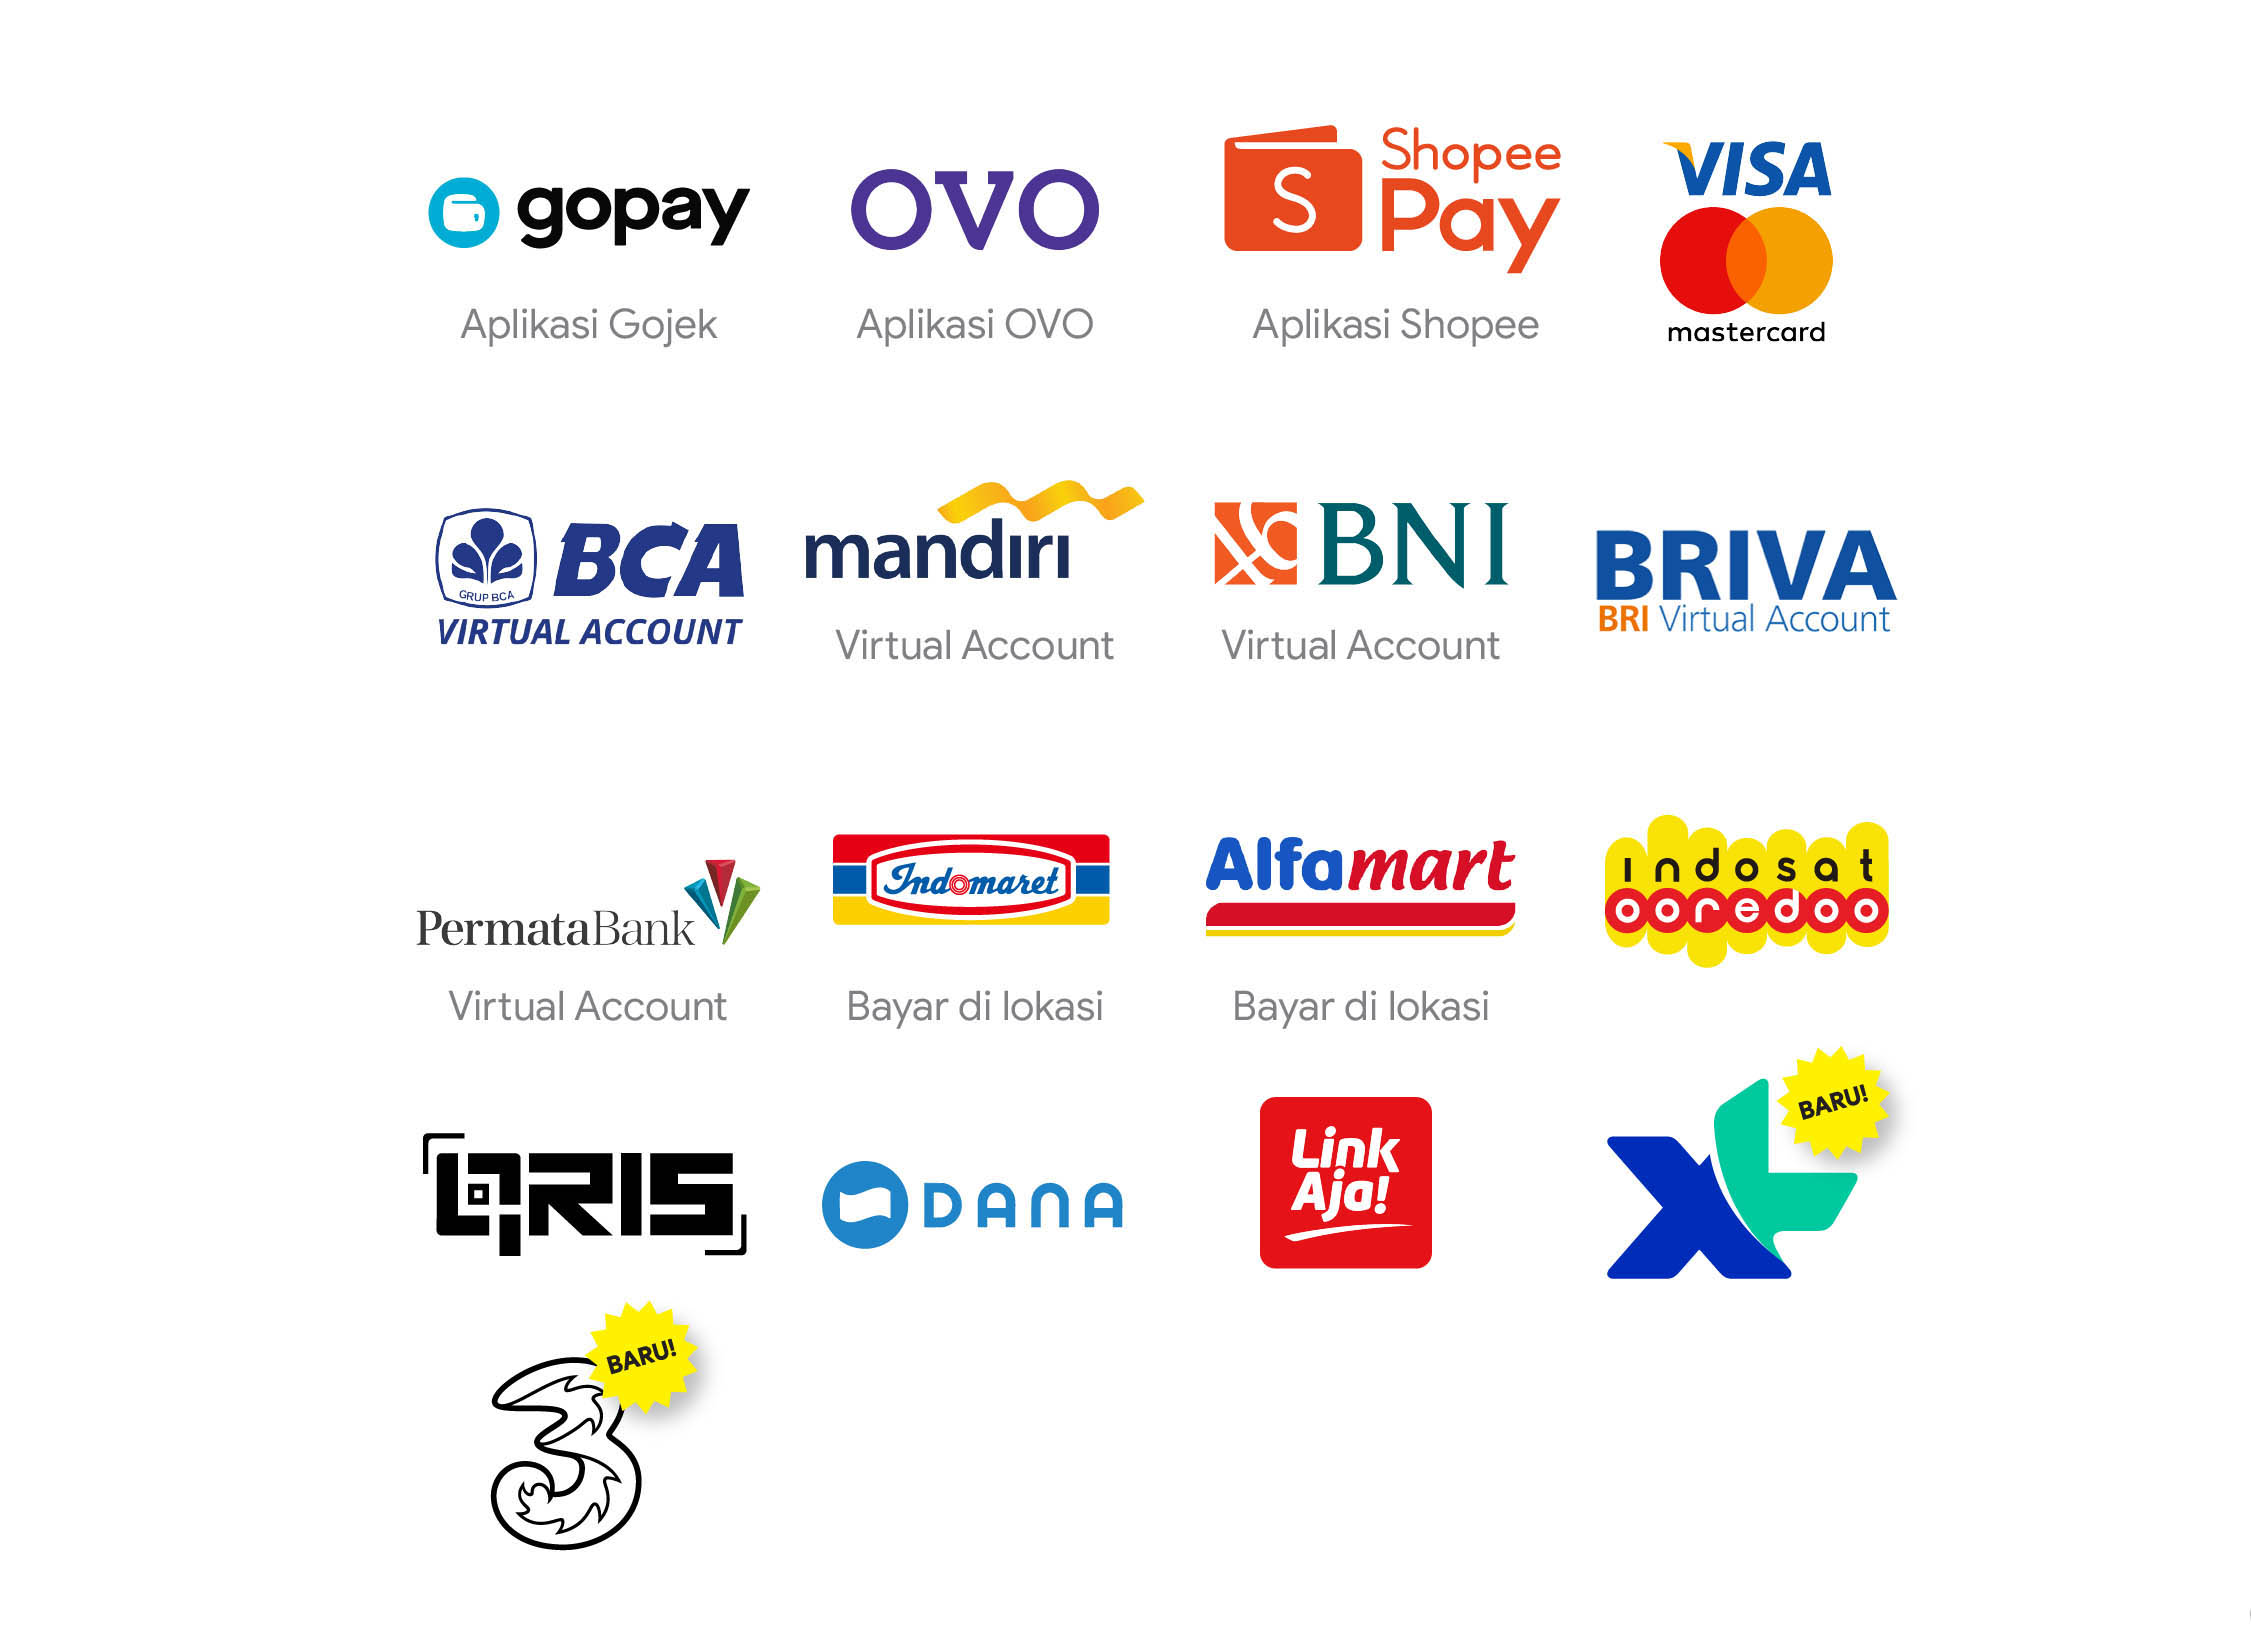 gopay
Aplikasi Gojek
OVO
Aplikasi OVO
S
Shopee
Pay
Aplikasi Shopee
VISA
mastercard
GRUP BCA
BCA
VIRTUAL ACCOUNT
mandiri
Virtual Account
BNI
Virtual Account
BRIVA
BRI Virtual Account
PermataBank
Virtual Account
Indomaret
Bayar di lokasi
Alfamart
Bayar di lokasi
indosat
ooredoo
QRIS
DANA
Link
Aja!
XL
BARU!
3
BARU!